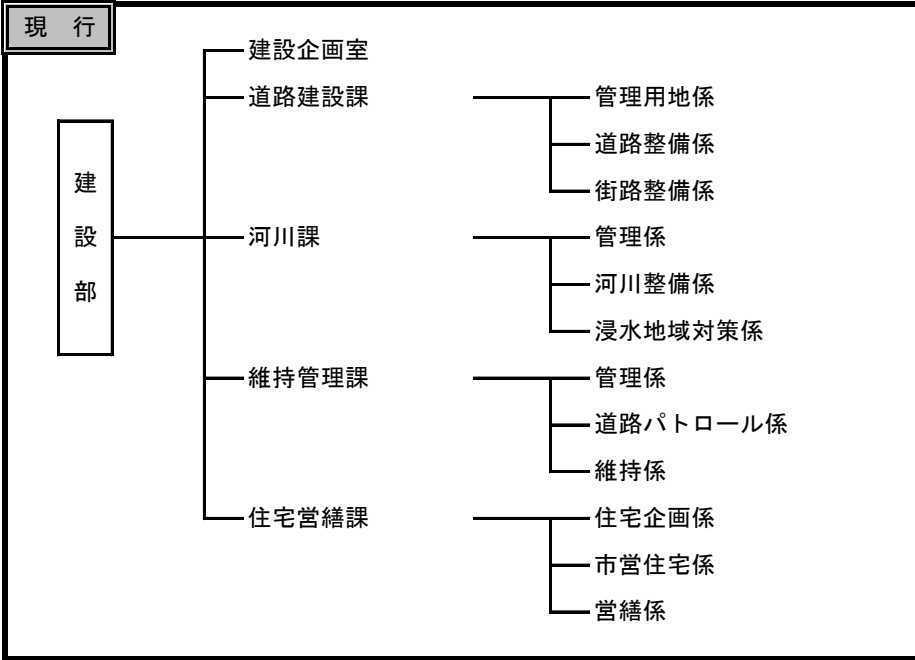 現 行
建設企画室
道路建設課 管理用地係
道路整備係
街路整備係
建設部
河川課 管理係
河川整備係
浸水地域対策係
維持管理課 管理係
道路パトロール係
維持係
住宅営繕課 住宅企画係
市営住宅係
営繕係